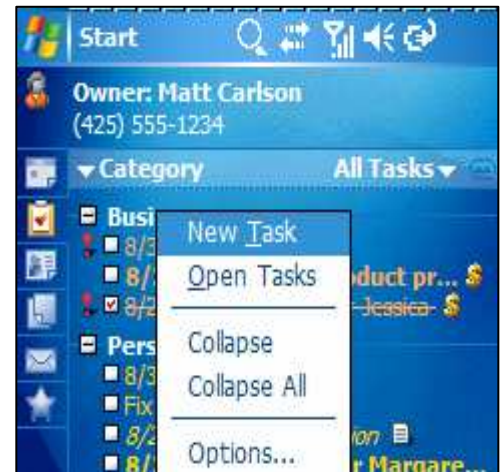 Start
Owner: Matt Carlson
(425) 555-1234
Category All Tasks
Busi
New Task
8/3
8/ duct pr...
Open Tasks
8/2 Jessica
Pers
Collapse
8/3
Collapse All
Fix
8/2 ion
Options...
8/ r Margare...